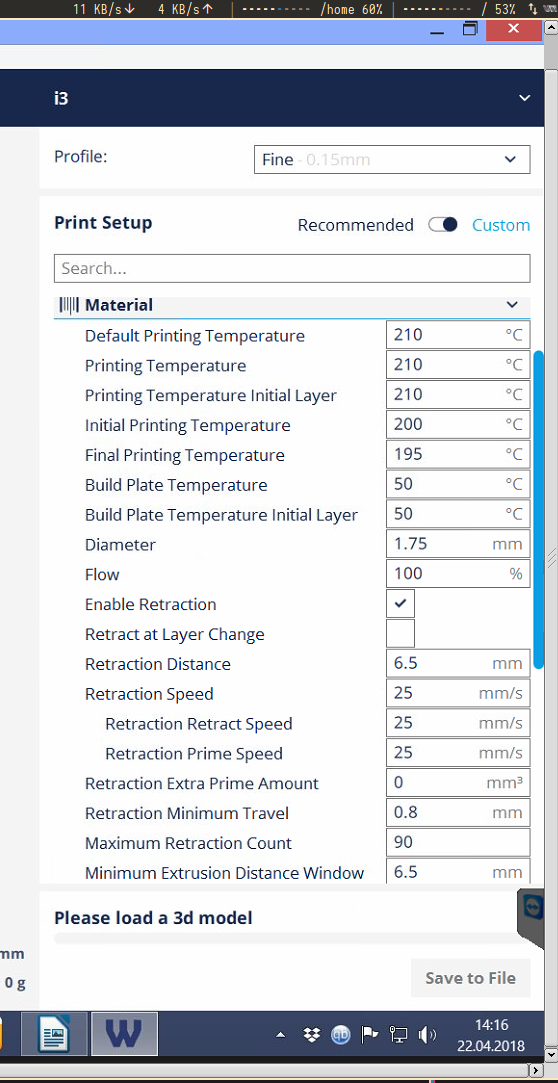 11 KB/s↓ 4 KB/s↑ | ---------- /home 60% | ---------- / 53%
i3
Profile: Fine - 0.15mm
Print Setup Recommended Custom
Search...
Material
Default Printing Temperature 210 °C
Printing Temperature 210 °C
Printing Temperature Initial Layer 210 °C
Initial Printing Temperature 200 °C
Final Printing Temperature 195 °C
Build Plate Temperature 50 °C
Build Plate Temperature Initial Layer 50 °C
Diameter 1.75 mm
Flow 100 %
Enable Retraction
Retract at Layer Change
Retraction Distance 6.5 mm
Retraction Speed 25 mm/s
Retraction Retract Speed 25 mm/s
Retraction Prime Speed 25 mm/s
Retraction Extra Prime Amount 0 mm³
Retraction Minimum Travel 0.8 mm
Maximum Retraction Count 90
Minimum Extrusion Distance Window 6.5 mm
Please load a 3d model
mm
0 g
Save to File
W
14:16
22.04.2018